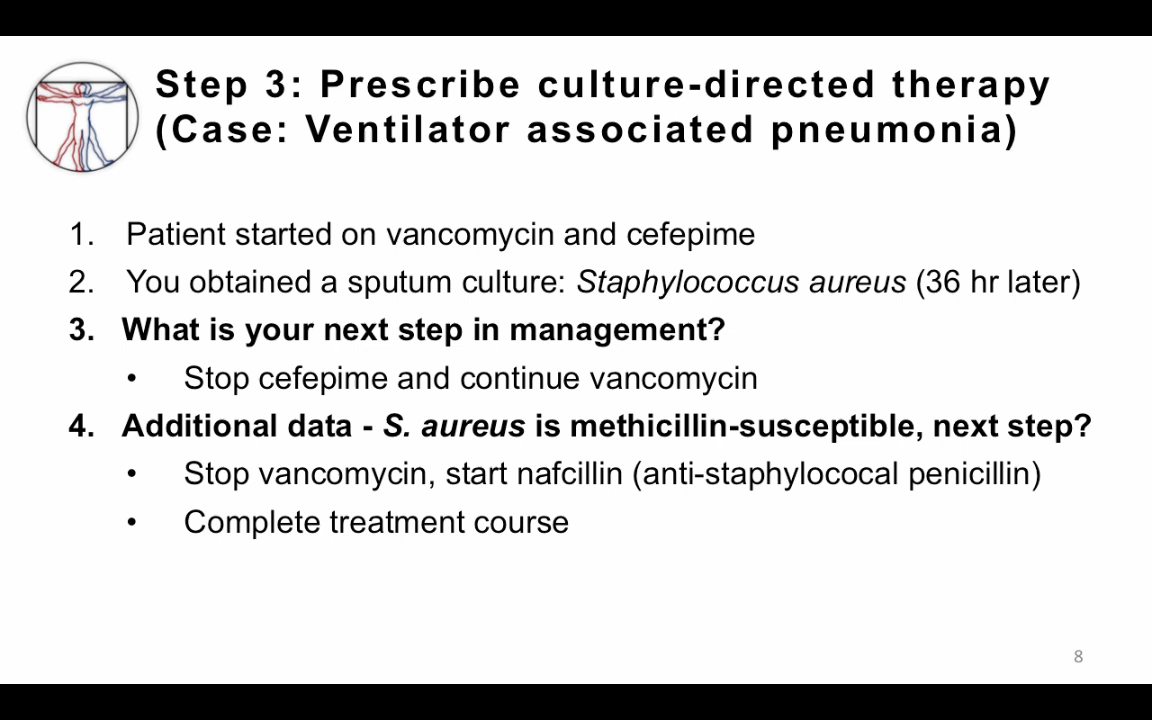 Step 3: Prescribe culture-directed therapy
(Case: Ventilator associated pneumonia)
1. Patient started on vancomycin and cefepime
2. You obtained a sputum culture: Staphylococcus aureus (36 hr later)
3. What is your next step in management?
• Stop cefepime and continue vancomycin
4. Additional data - S. aureus is methicillin-susceptible, next step?
• Stop vancomycin, start nafcillin (anti-staphylococal penicillin)
• Complete treatment course
8